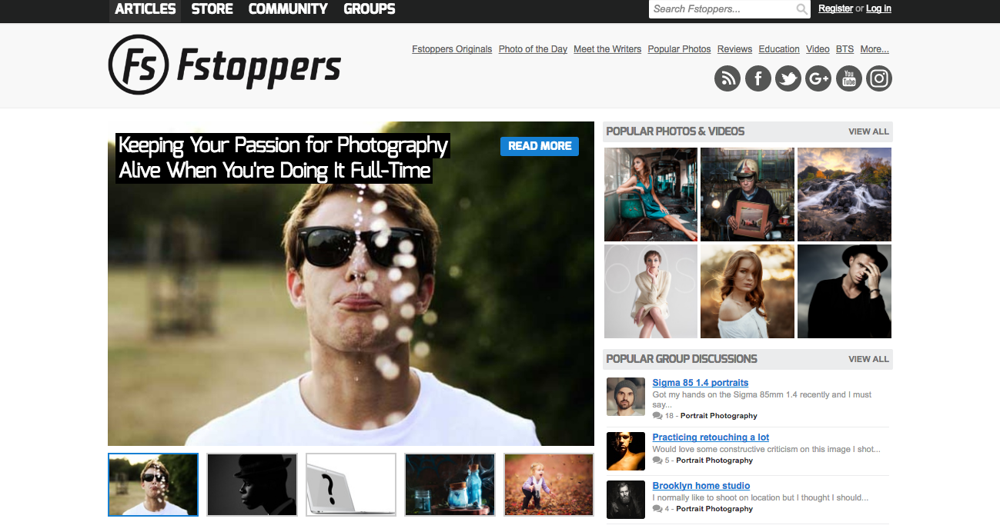 ARTICLES STORE COMMUNITY GROUPS
Search Fstoppers...
Register or Log in
Fs Fstoppers
Fstoppers Originals Photo of the Day Meet the Writers Popular Photos Reviews Education Video BTS More...
f G+ You Tube
Keeping Your Passion for Photography
Alive When You're Doing It Full-Time
READ MORE
?
POPULAR PHOTOS & VIDEOS VIEW ALL
POPULAR GROUP DISCUSSIONS VIEW ALL
Sigma 85 1.4 portraits
Got my hands on the Sigma 85mm 1.4 recently and I must
say...
18 - Portrait Photography
Practicing retouching a lot
Would love some constructive criticism on this image I shot...
5 - Portrait Photography
Brooklyn home studio
I normally like to shoot on location but I thought I should...
4 - Portrait Photography